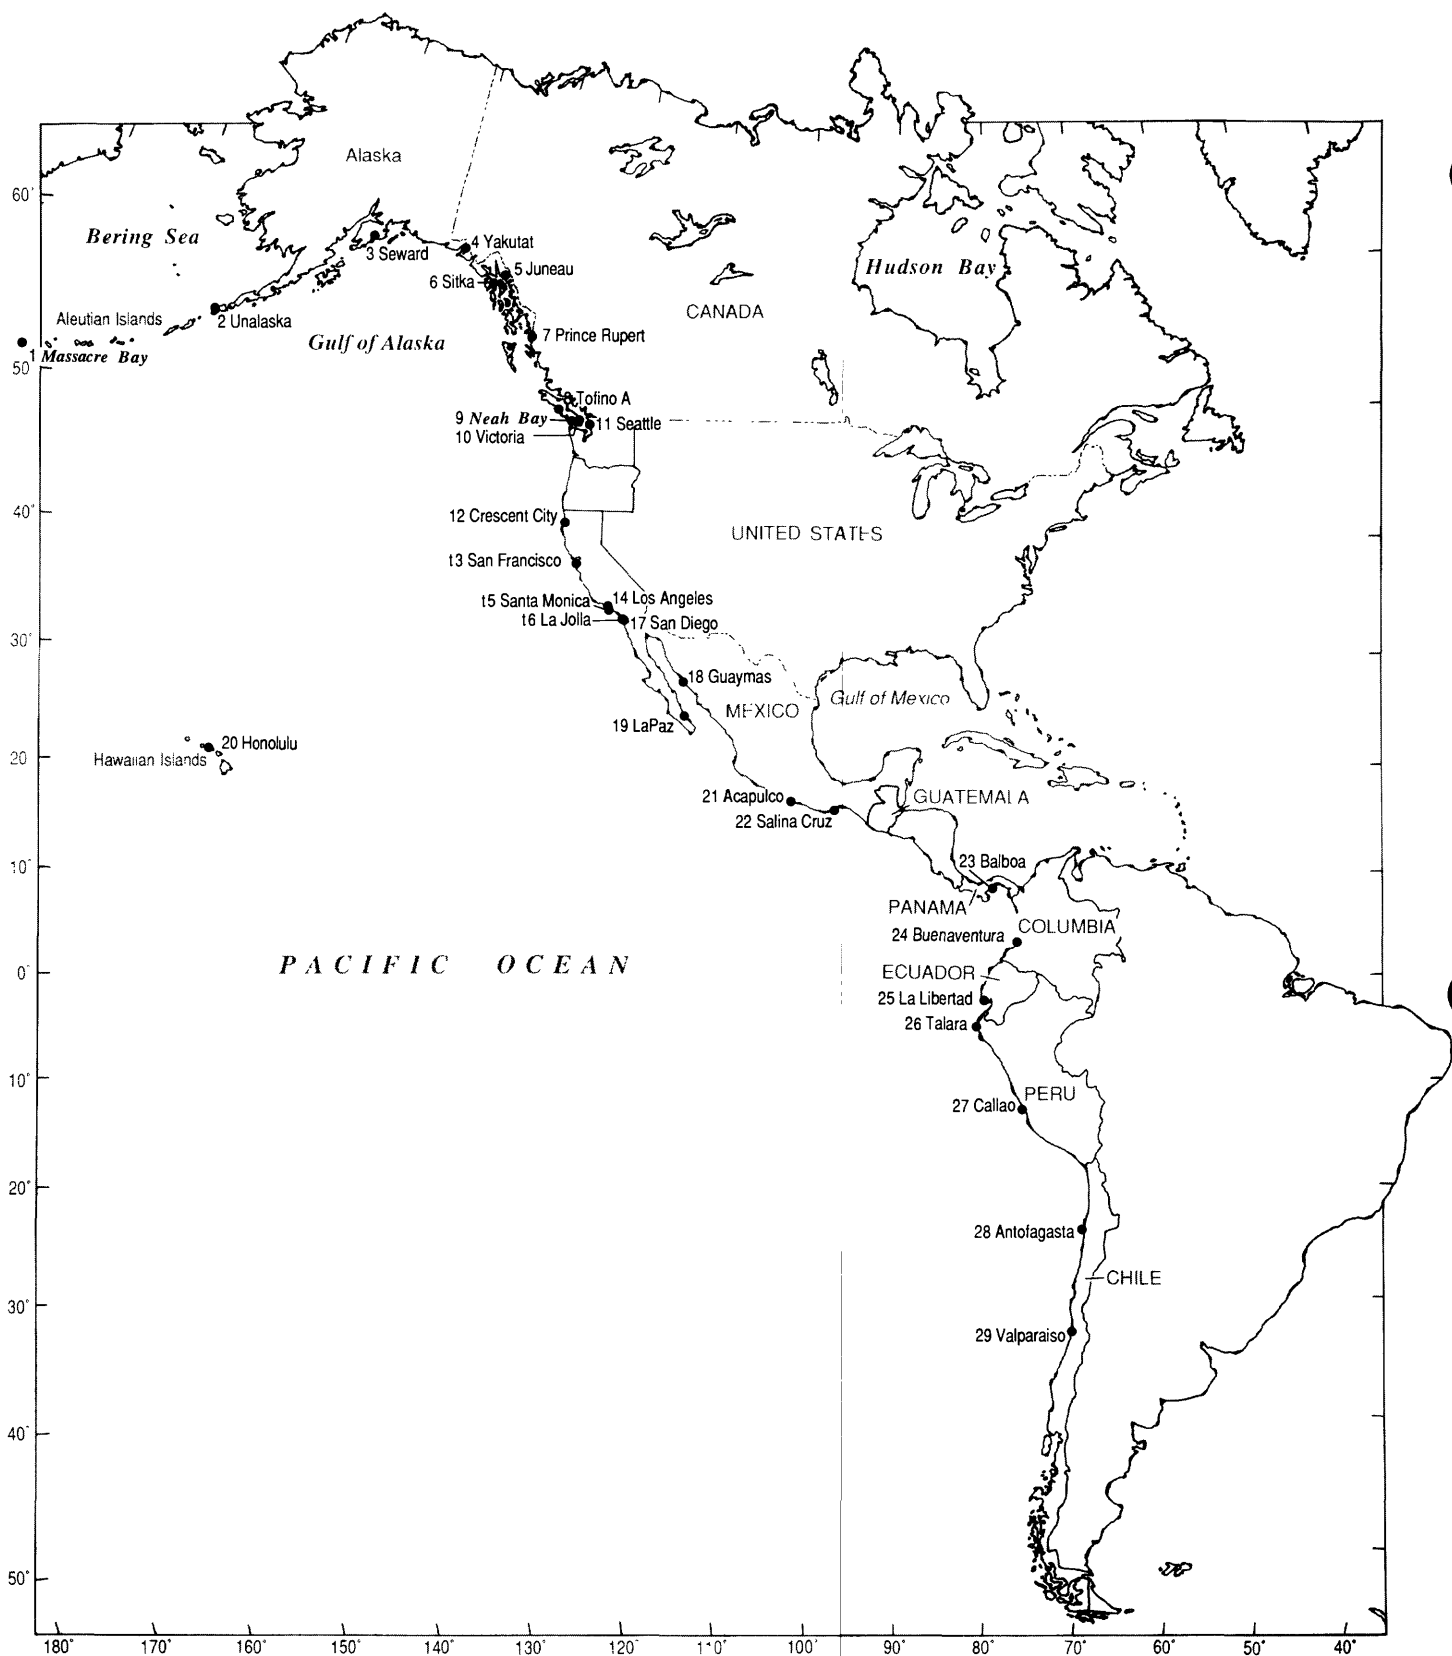 Alaska
60°
Bering Sea
3 Seward
4 Yakutat
5 Juneau
6 Sitka
Hudson Bay
CANADA
Aleutian Islands
2 Unalaska
Gulf of Alaska
7 Prince Rupert
1 Massacre Bay
50°
Tofino A
9 Neah Bay
11 Seattle
10 Victoria
40°
12 Crescent City
UNITED STATES
13 San Francisco
14 Los Angeles
15 Santa Monica
16 La Jolla
17 San Diego
30°
18 Guaymas
Gulf of Mexico
MEXICO
19 LaPaz
20 Honolulu
Hawaiian Islands
20
21 Acapulco
GUATEMALA
22 Salina Cruz
10°
23 Balboa
PANAMA
COLUMBIA
24 Buenaventura
PACIFIC OCEAN
0°
ECUADOR
25 La Libertad
26 Talara
10°
PERU
27 Callao
20°
28 Antofagasta
CHILE
30°
29 Valparaiso
40°
50°
180° 170° 160° 150° 140° 130° 120° 110° 100° 90° 80° 70° 60° 50° 40°